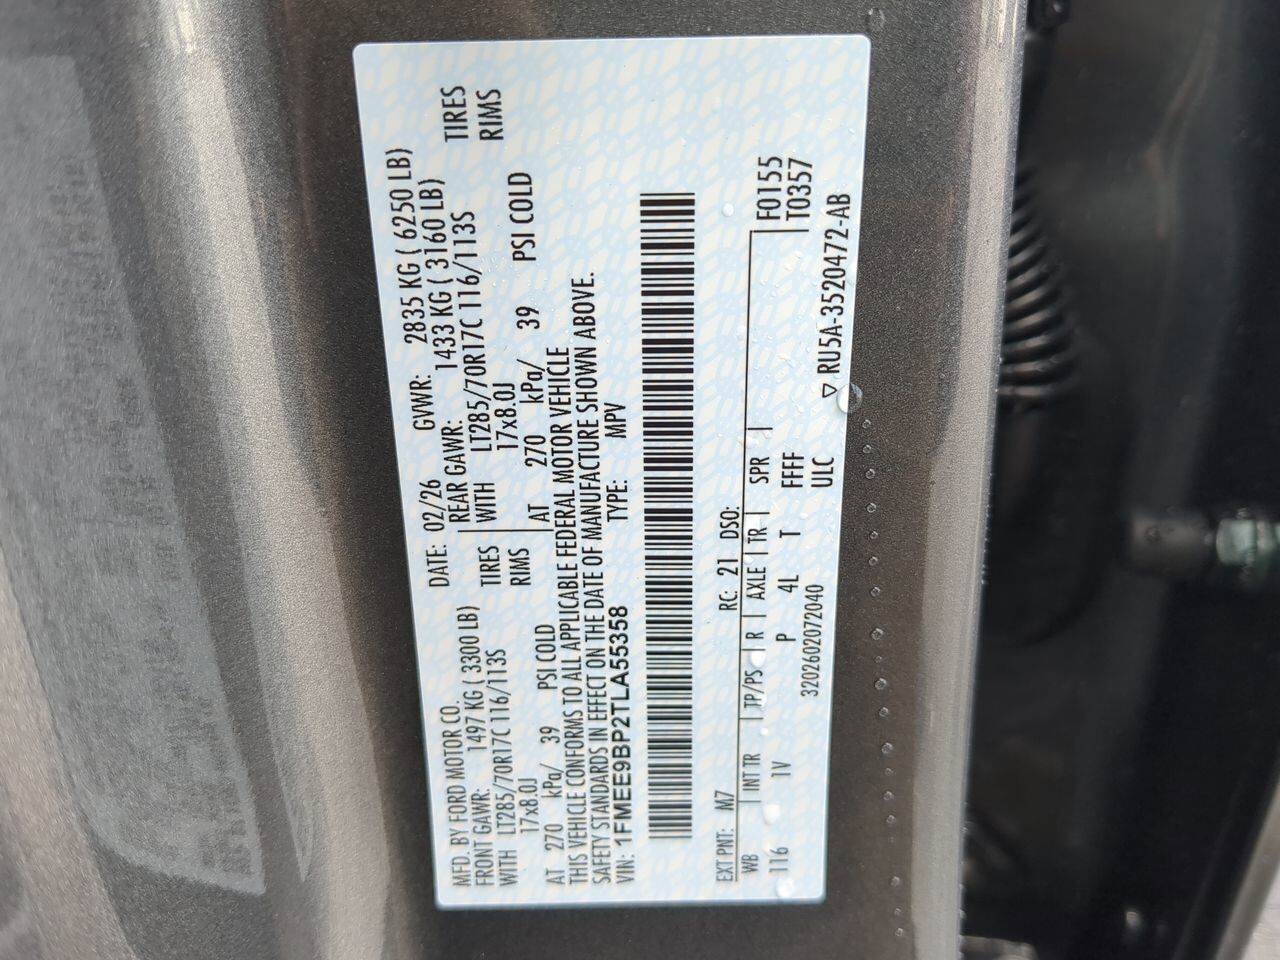 MFD. BY FORD MOTOR CO.
DATE: 02/26 GVWR: 2835 KG ( 6250 LB)
FRONT GAWR: 1497 KG ( 3300 LB) REAR GAWR: 1433 KG ( 3160 LB)
WITH LT285/70R17C 116/113S TIRES WITH LT285/70R17C 116/113S TIRES
17x8.0J RIMS 17x8.0J RIMS
AT 270 kPa/ 39 PSI COLD AT 270 kPa/ 39 PSI COLD
THIS VEHICLE CONFORMS TO ALL APPLICABLE FEDERAL MOTOR VEHICLE
SAFETY STANDARDS IN EFFECT ON THE DATE OF MANUFACTURE SHOWN ABOVE.
VIN: 1FMEE9BP2TLA55358 TYPE: MPV
F0155
T0357
EXT PNT: M7 RC: 21 DSO:
WB INT TR TP/PS R AXLE TR SPR
116 1V P 4L T FFFF
ULC
3202602072040
▽ RU5A-3520472-AB